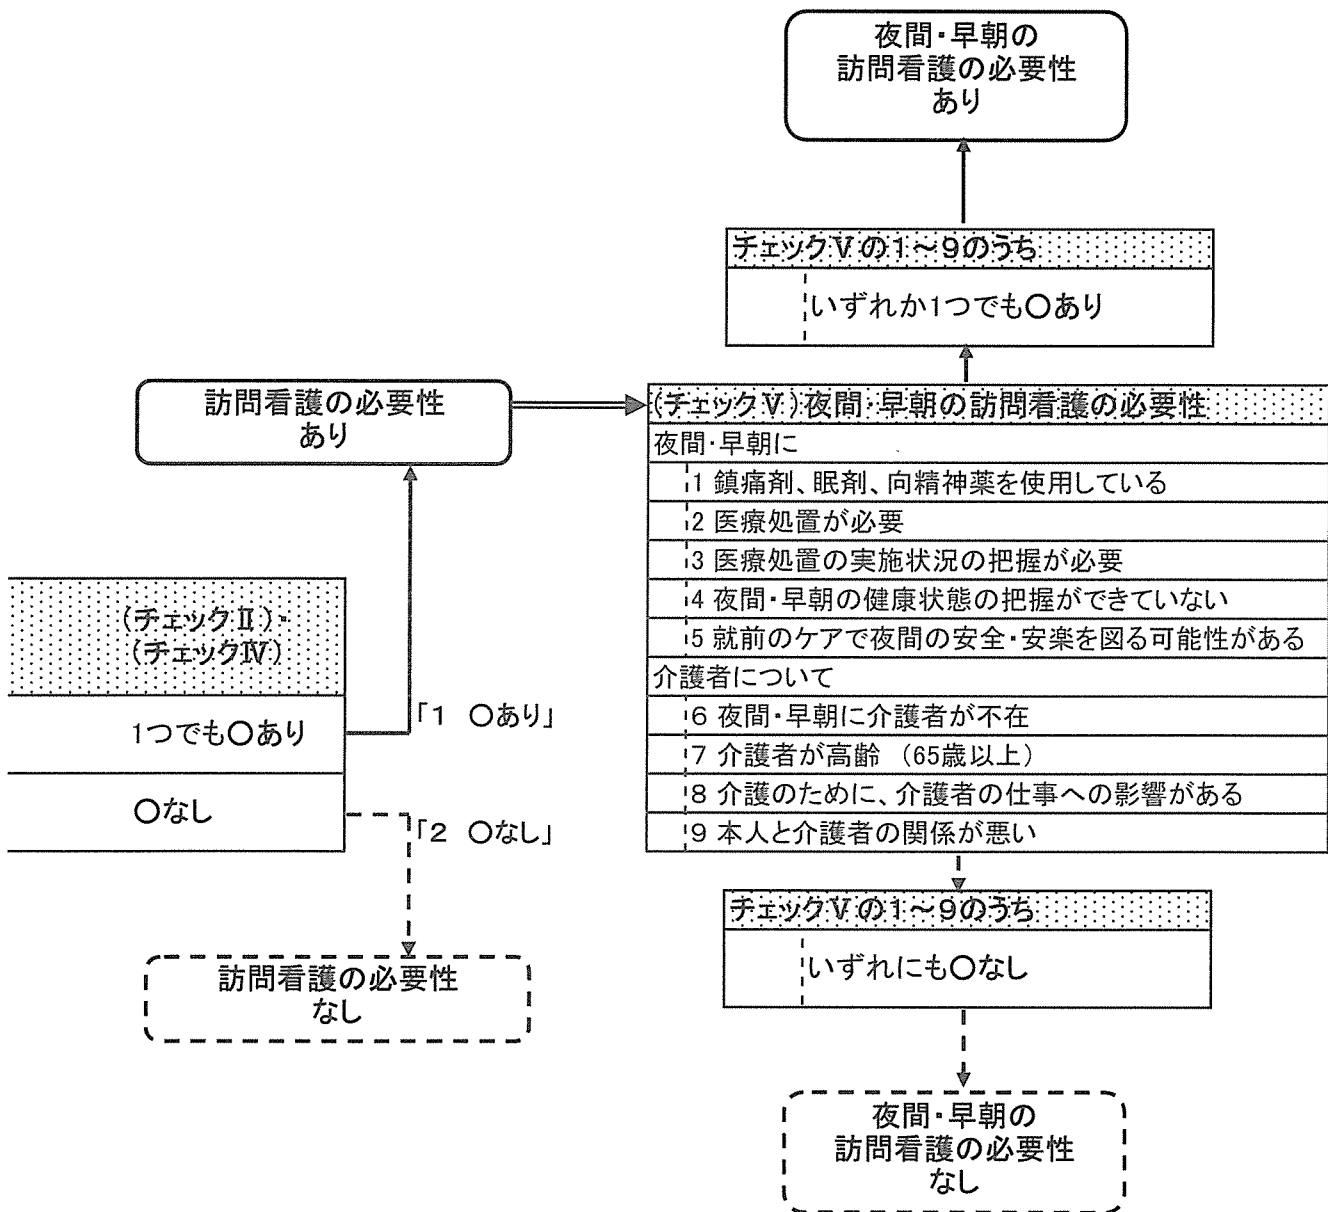 夜間・早朝の
訪問看護の必要性
あり
チェックⅤの1～9のうち
いずれか1つでも○あり
訪問看護の必要性
あり
(チェックⅤ)夜間・早朝の訪問看護の必要性
夜間・早朝に
1 鎮痛剤、眠剤、向精神薬を使用している
2 医療処置が必要
3 医療処置の実施状況の把握が必要
4 夜間・早朝の健康状態の把握ができていない
5 就前のケアで夜間の安全・安楽を図る可能性がある
介護者について
6 夜間・早朝に介護者が不在
7 介護者が高齢 (65歳以上)
8 介護のために、介護者の仕事への影響がある
9 本人と介護者の関係が悪い
(チェックⅡ)・
(チェックⅣ)
1つでも○あり
「1 ○あり」
○なし
「2 ○なし」
訪問看護の必要性
なし
チェックⅤの1～9のうち
いずれにも○なし
夜間・早朝の
訪問看護の必要性
なし